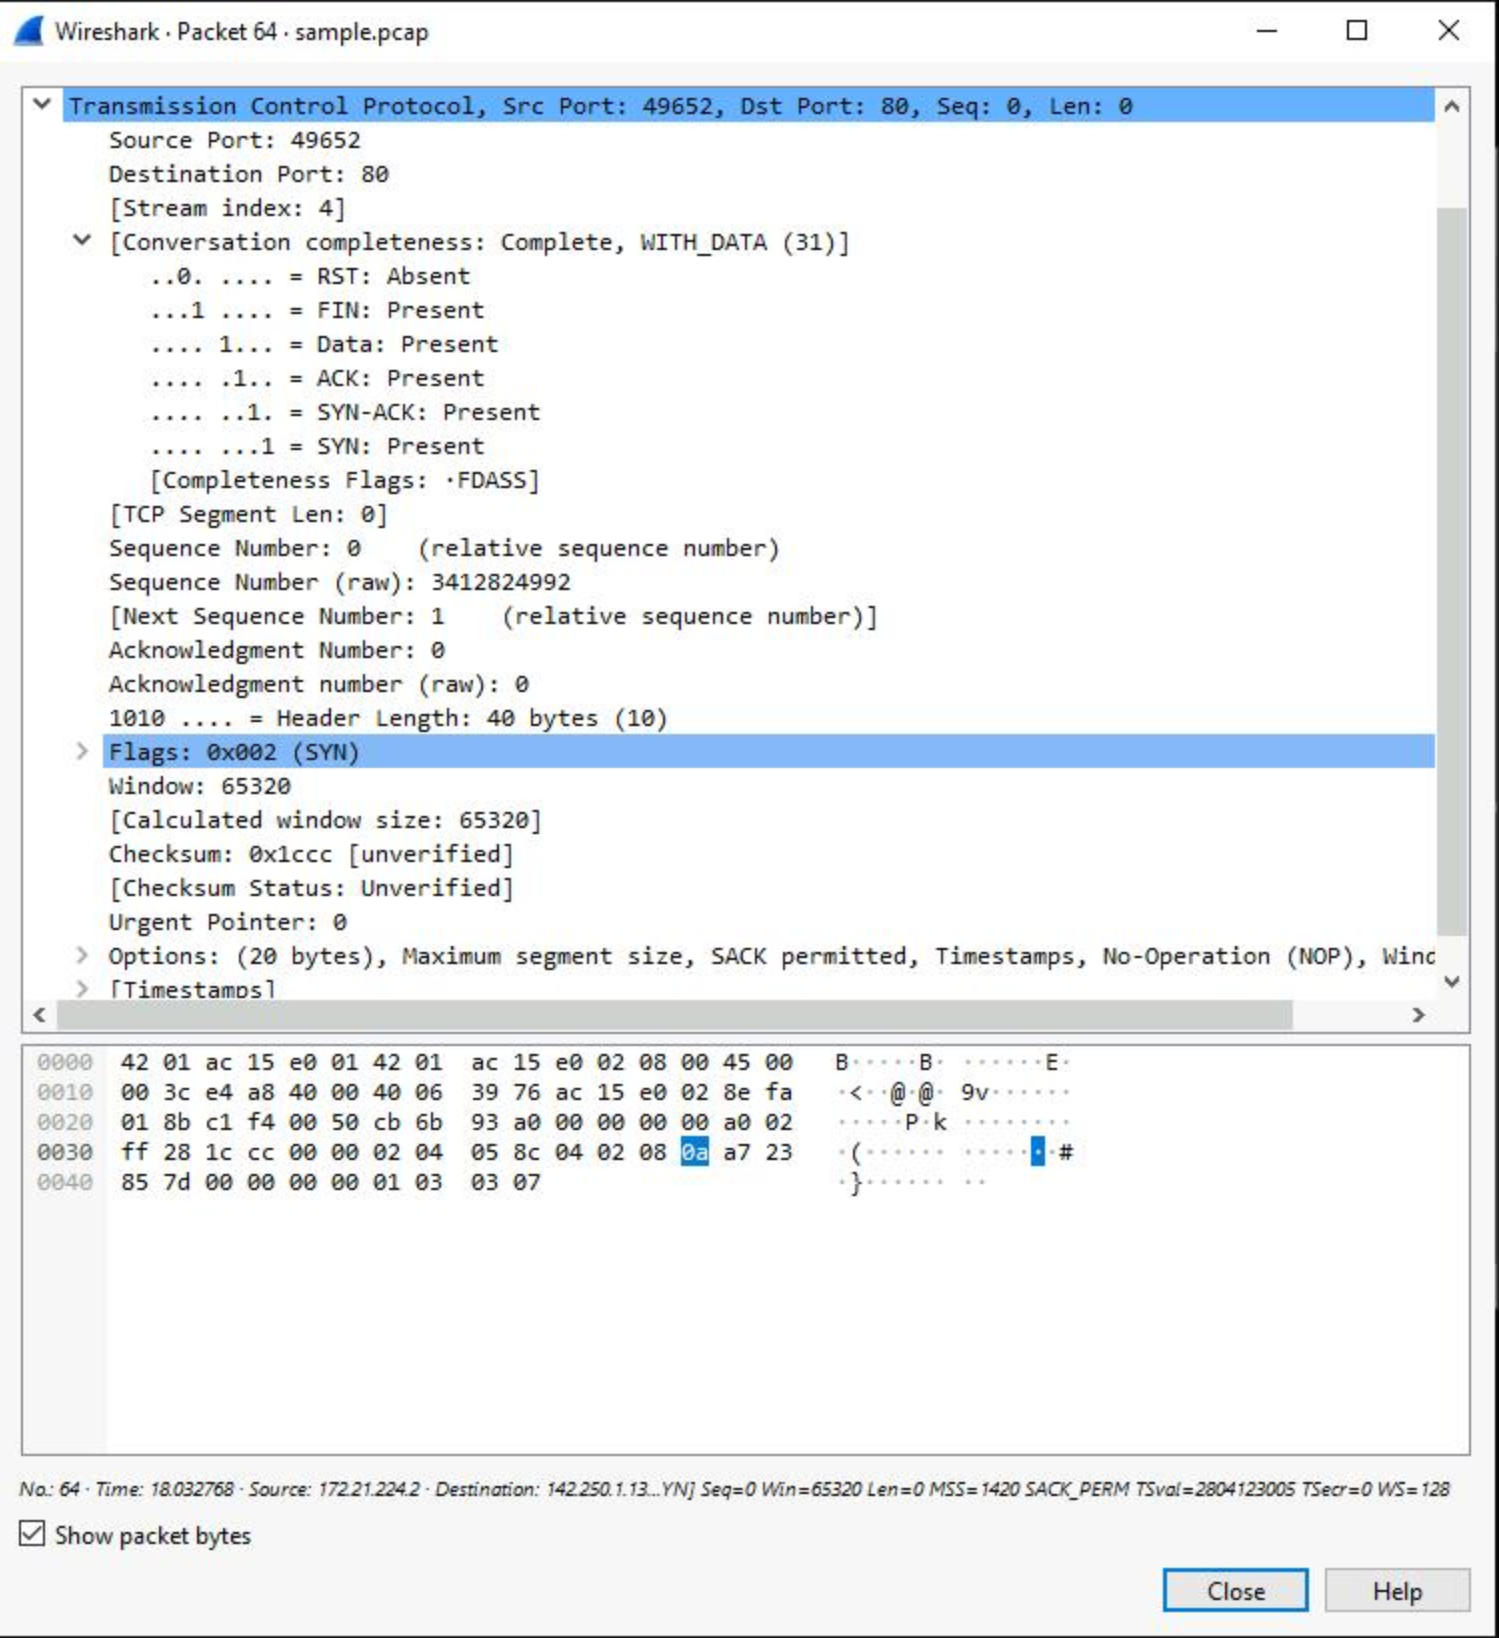 Wireshark · Packet 64 · sample.pcap
Transmission Control Protocol, Src Port: 49652, Dst Port: 80, Seq: 0, Len: 0
Source Port: 49652
Destination Port: 80
[Stream index: 4]
[Conversation completeness: Complete, WITH_DATA (31)]
..0. .... = RST: Absent
...1 .... = FIN: Present
.... 1... = Data: Present
.... .1.. = ACK: Present
.... ..1. = SYN-ACK: Present
.... ...1 = SYN: Present
[Completeness Flags: ·FDASS]
[TCP Segment Len: 0]
Sequence Number: 0    (relative sequence number)
Sequence Number (raw): 3412824992
[Next Sequence Number: 1    (relative sequence number)]
Acknowledgment Number: 0
Acknowledgment number (raw): 0
1010 .... = Header Length: 40 bytes (10)
Flags: 0x002 (SYN)
Window: 65320
[Calculated window size: 65320]
Checksum: 0x1ccc [unverified]
[Checksum Status: Unverified]
Urgent Pointer: 0
Options: (20 bytes), Maximum segment size, SACK permitted, Timestamps, No-Operation (NOP), Wind
[Timestamps]
0000 42 01 ac 15 e0 01 42 01 ac 15 e0 02 08 00 45 00 B·····B· ······E·
0010 00 3c e4 a8 40 00 40 06 39 76 ac 15 e0 02 8e fa ·<··@·@· 9v······
0020 01 8b c1 f4 00 50 cb 6b 93 a0 00 00 00 00 a0 02 ·····P·k ········
0030 ff 28 1c cc 00 00 02 04 05 8c 04 02 08 0a a7 23 ·(······ ·······#
0040 85 7d 00 00 00 00 01 03 03 07 ·}······ ··
No.: 64 · Time: 18.032768 · Source: 172.21.224.2 · Destination: 142.250.1.13...YN] Seq=0 Win=65320 Len=0 MSS=1420 SACK_PERM TSval=2804123005 TSecr=0 WS=128
Show packet bytes
Close
Help